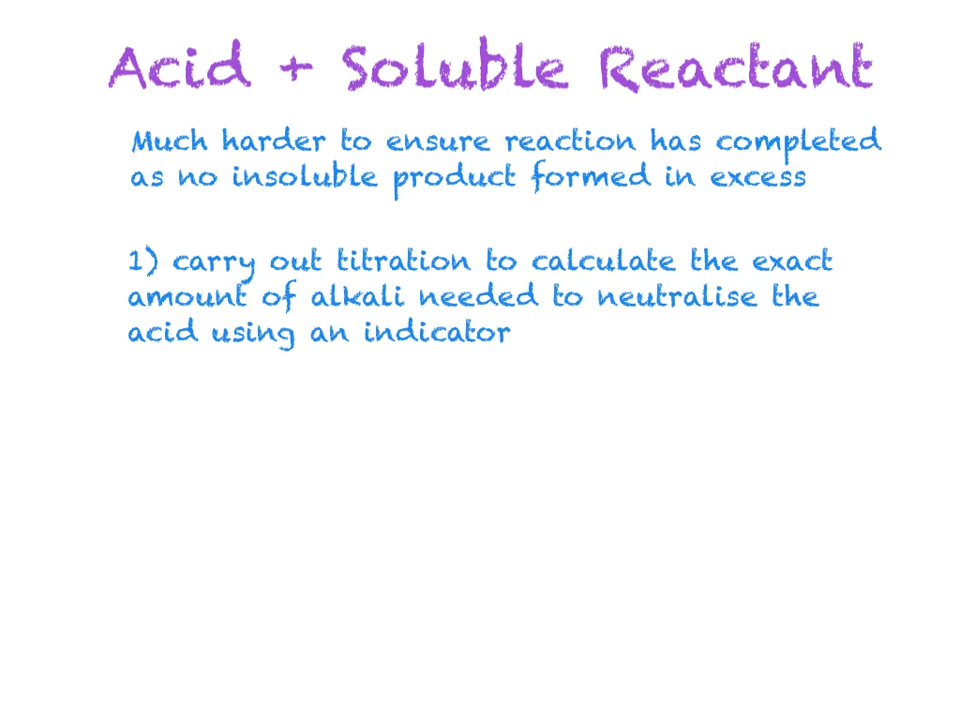 Acid + Soluble Reactant
Much harder to ensure reaction has completed
as no insoluble product formed in excess
1) carry out titration to calculate the exact
amount of alkali needed to neutralise the
acid using an indicator